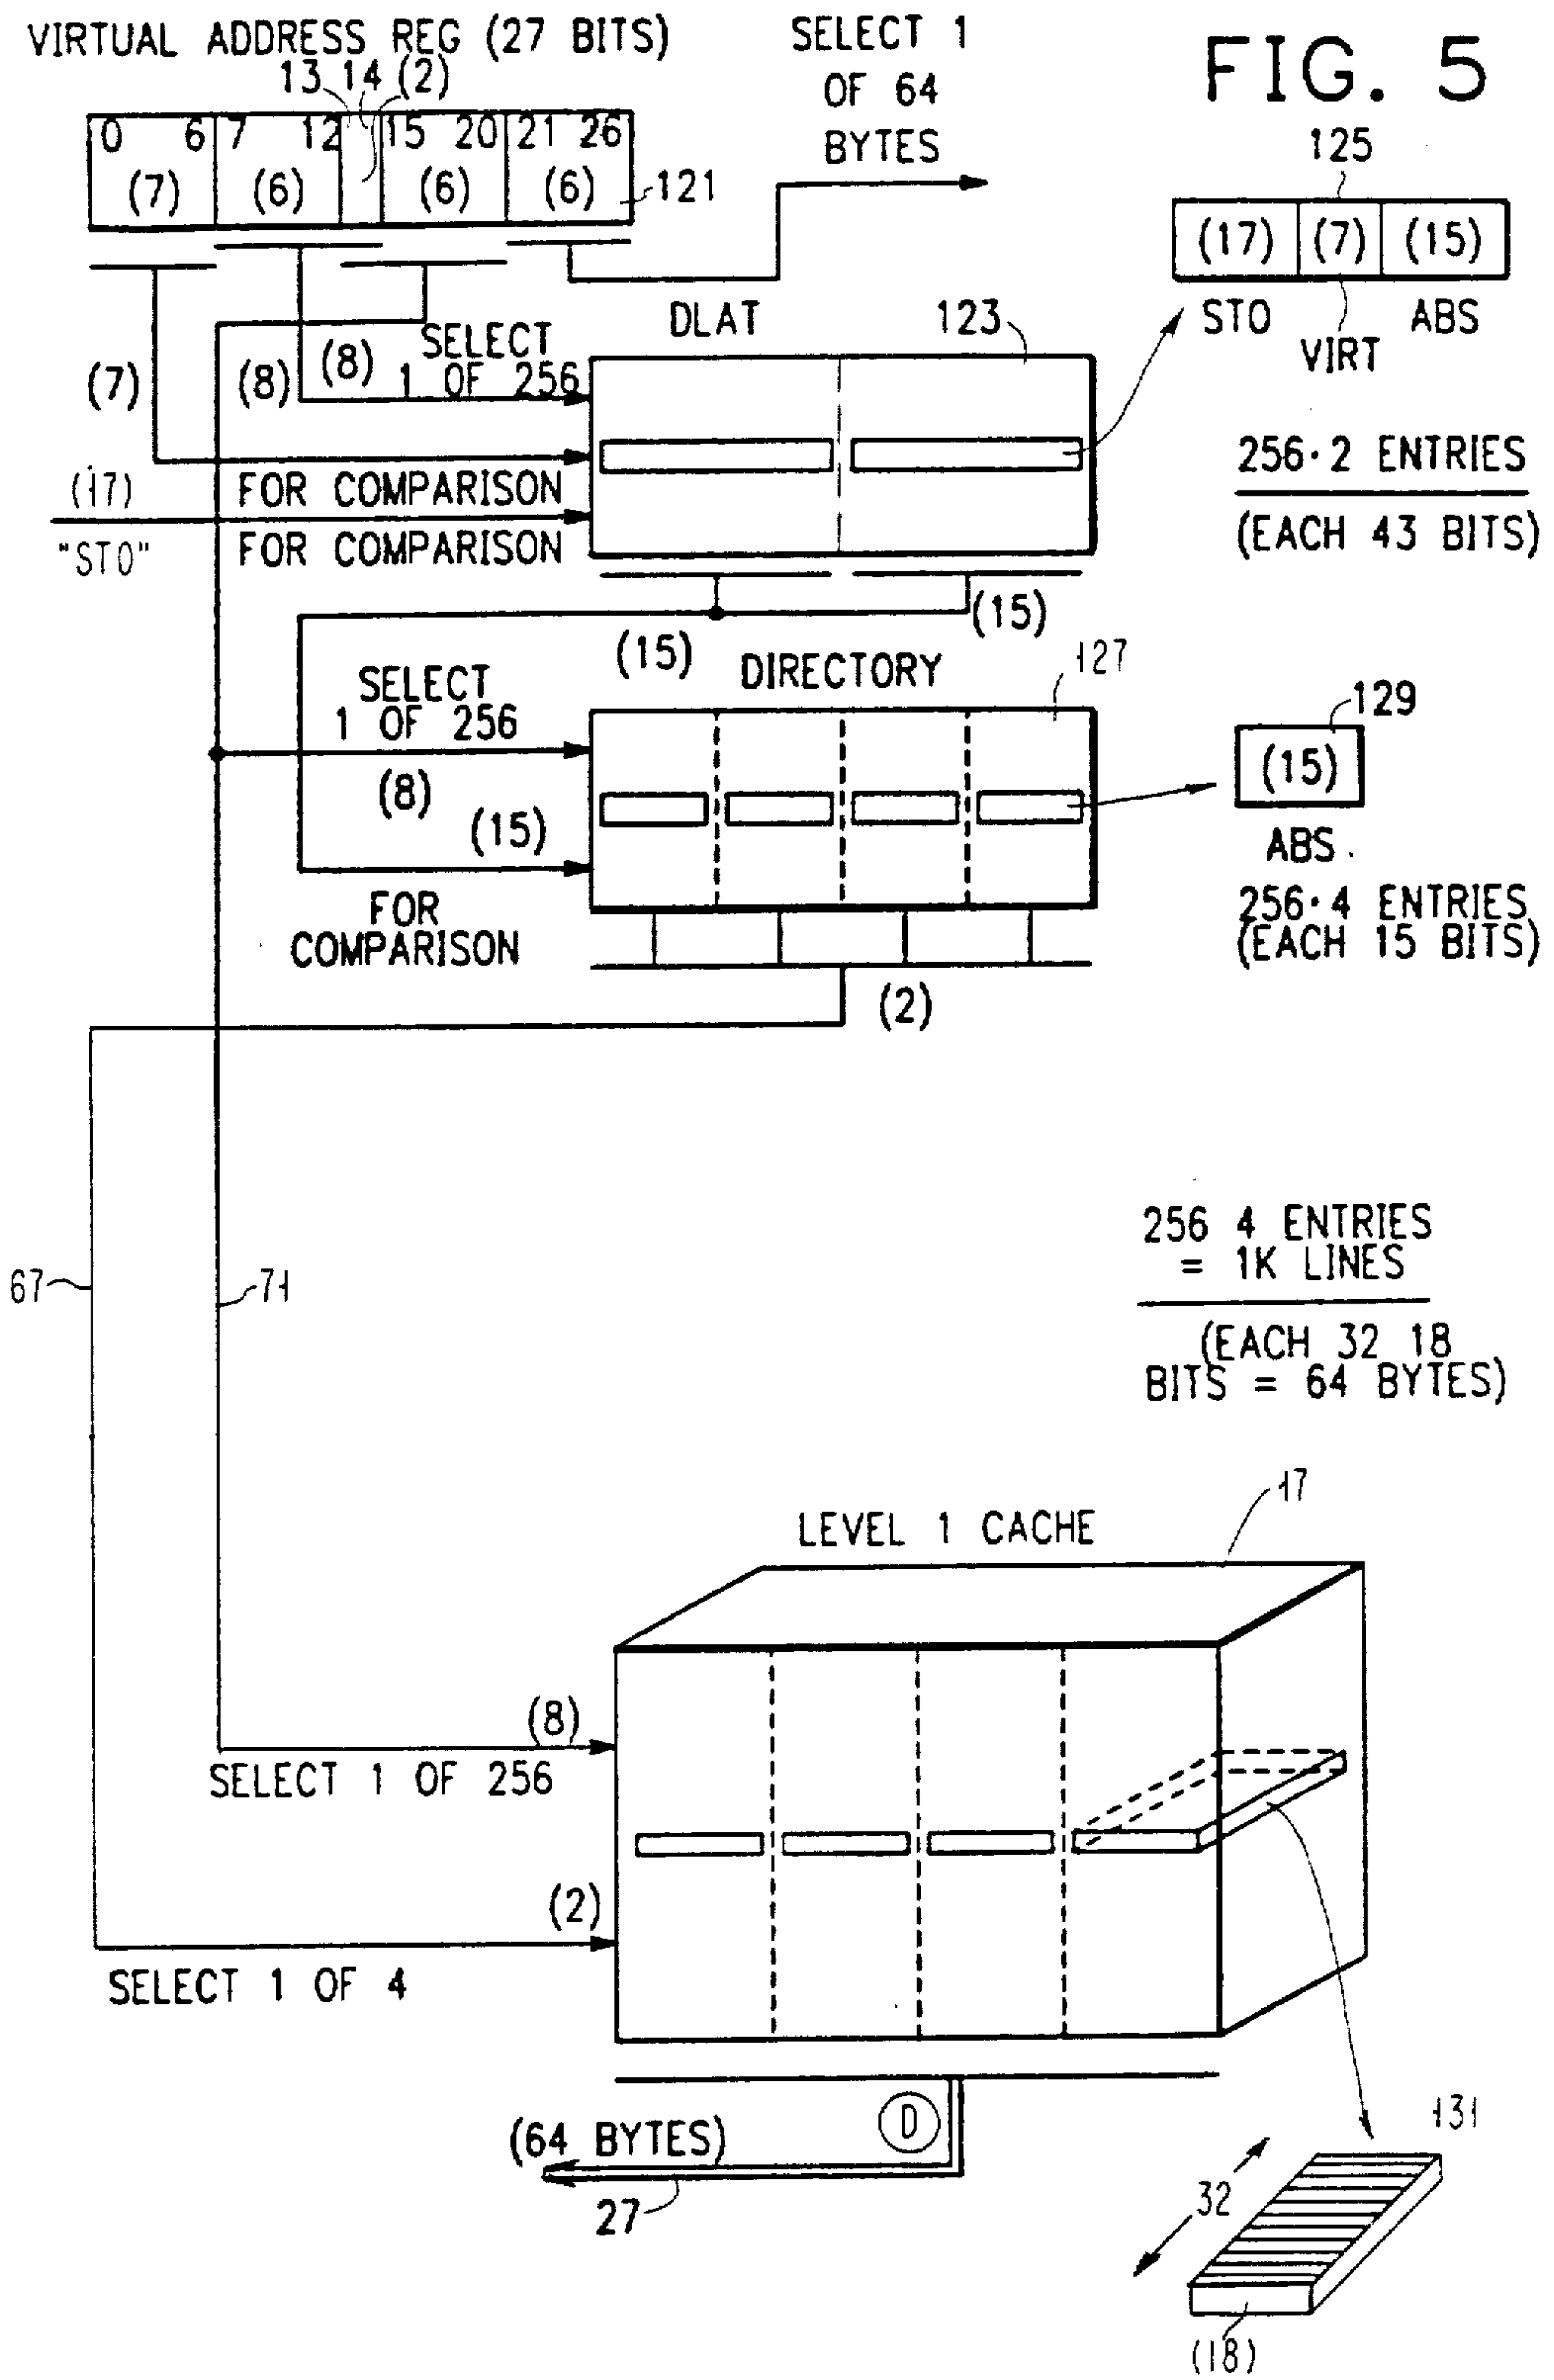 VIRTUAL ADDRESS REG (27 BITS)
13 14 (2)
SELECT 1
OF 64
BYTES
FIG. 5
0 6 7 12 15 20 21 26
(7) (6) (6) (6)
121
125
(17) (7) (15)
STO ABS
VIRT
DLAT
123
(7)
(8)
(8)
SELECT
1 OF 256
(17)
FOR COMPARISON
"STO"
FOR COMPARISON
256·2 ENTRIES
(EACH 43 BITS)
(15)
(15)
DIRECTORY
127
SELECT
1 OF 256
(8)
(15)
FOR
COMPARISON
129
(15)
ABS
256·4 ENTRIES
(EACH 15 BITS)
(2)
67
71
256 4 ENTRIES
= 1K LINES
(EACH 32 18
BITS = 64 BYTES)
LEVEL 1 CACHE
17
(8)
SELECT 1 OF 256
(2)
SELECT 1 OF 4
(64 BYTES)
D
27
131
32
(18)